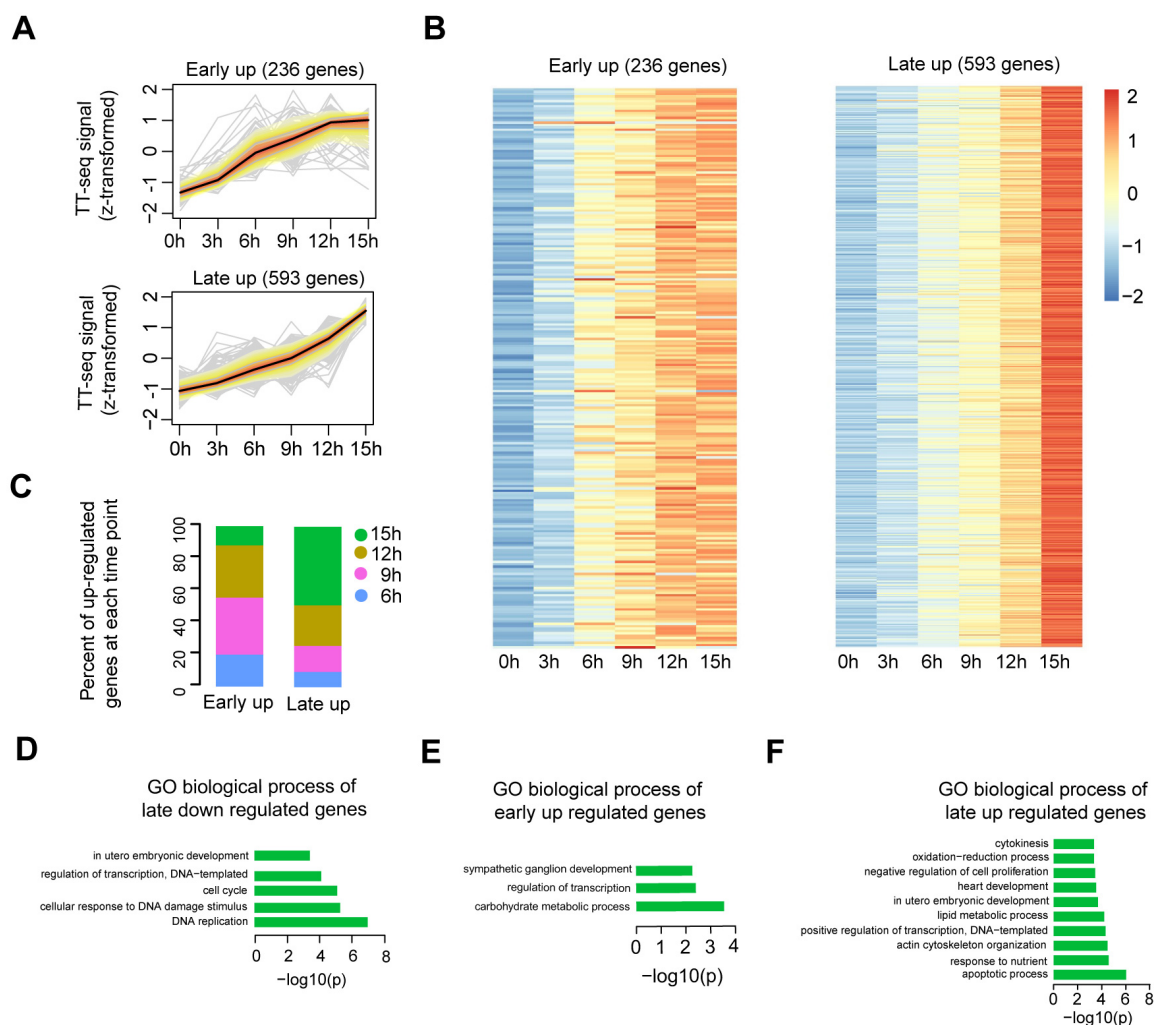 A
Early up (236 genes)
TT-seq signal
(z-transformed)
2
1
0
−1
−2
0h 3h 6h 9h 12h 15h
Late up (593 genes)
TT-seq signal
(z-transformed)
2
1
0
−1
−2
0h 3h 6h 9h 12h 15h
B
Early up (236 genes)
0h 3h 6h 9h 12h 15h
Late up (593 genes)
0h 3h 6h 9h 12h 15h
2
1
0
−1
−2
C
Percent of up-regulated
genes at each time point
100
80
60
40
20
0
Early up Late up
15h
12h
9h
6h
D
GO biological process of
late down regulated genes
in utero embryonic development
regulation of transcription, DNA−templated
cell cycle
cellular response to DNA damage stimulus
DNA replication
0 2 4 6 8
−log10(p)
E
GO biological process of
early up regulated genes
sympathetic ganglion development
regulation of transcription
carbohydrate metabolic process
0 1 2 3 4
−log10(p)
F
GO biological process of
late up regulated genes
cytokinesis
oxidation−reduction process
negative regulation of cell proliferation
heart development
in utero embryonic development
lipid metabolic process
positive regulation of transcription, DNA−templated
actin cytoskeleton organization
response to nutrient
apoptotic process
0 2 4 6 8
−log10(p)